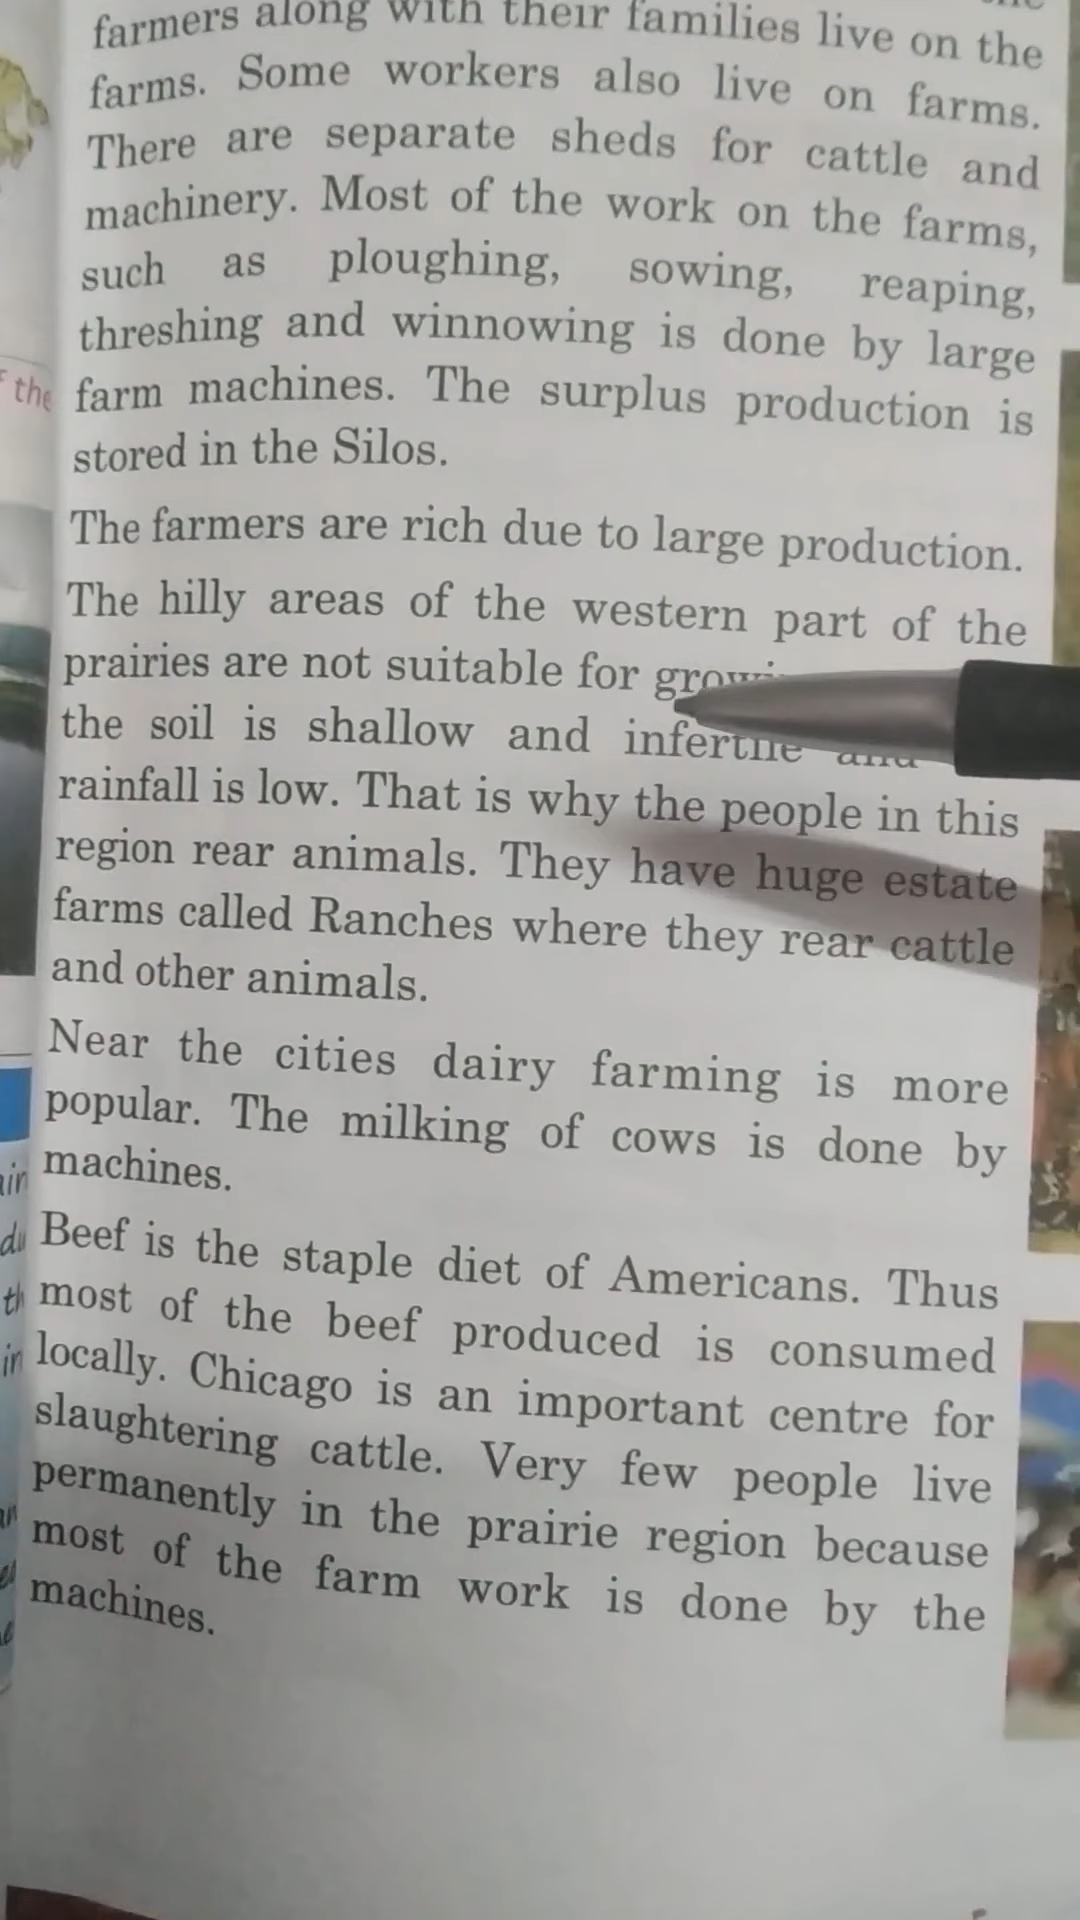 farmers along with their families live on the
farms. Some workers also live on farms.
There are separate sheds for cattle and
machinery. Most of the work on the farms,
such as ploughing, sowing, reaping,
threshing and winnowing is done by large
farm machines. The surplus production is
stored in the Silos.
The farmers are rich due to large production.
The hilly areas of the western part of the
prairies are not suitable for
the soil is shallow and infertile
rainfall is low. That is why the people in this
region rear animals. They have huge estate
farms called Ranches where they rear cattle
and other animals.
Near the cities dairy farming is more
popular. The milking of cows is done by
machines.
Beef is the staple diet of Americans. Thus
most of the beef produced is consumed
locally. Chicago is an important centre for
slaughtering cattle. Very few people live
permanently in the prairie region because
most of the farm work is done by the
machines.
the